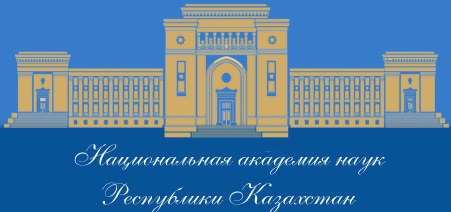 Национальная академия наук
Республики Казахстан